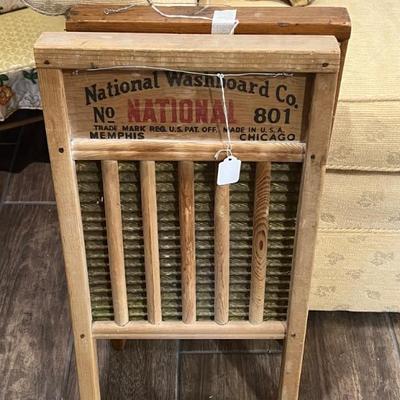 National Washboard Co.
No NATIONAL 801
TRADE MARK REG. U.S. PAT. OFF. MADE IN U.S.A.
MEMPHIS CHICAGO